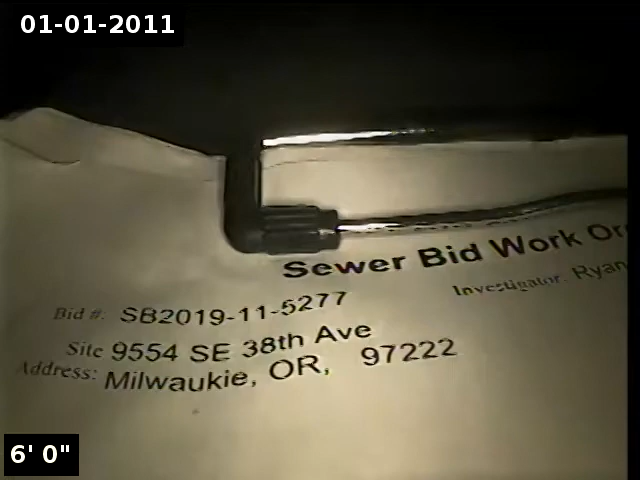 01-01-2011
Sewer Bid Work
Investigator: Ryan
Bid #: SB2019-11-5277
Site 9554 SE 38th Ave
Address: Milwaukie, OR, 97222
6' 0"